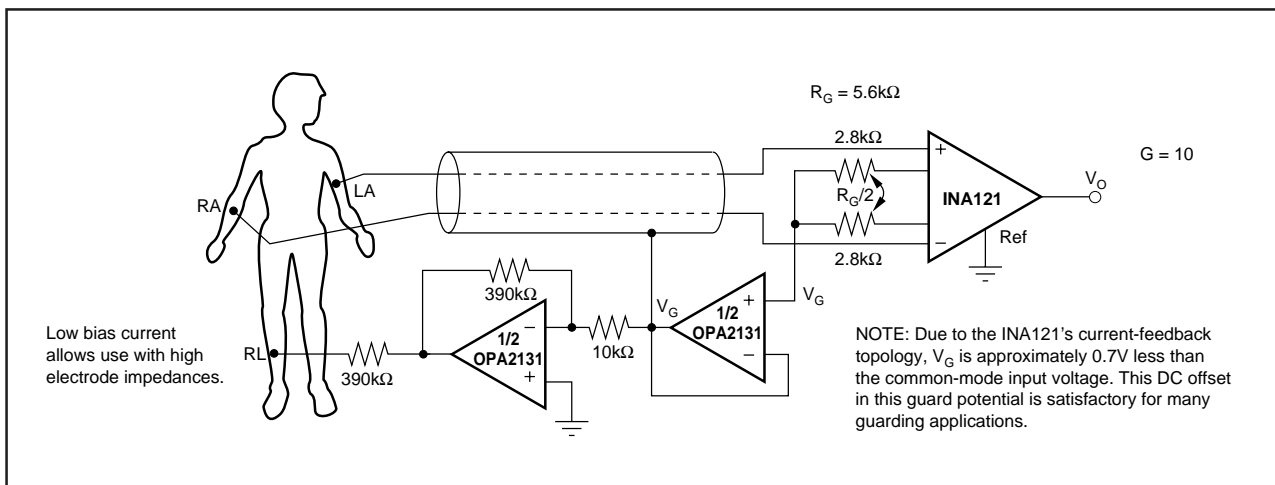 R_G = 5.6kΩ
2.8kΩ
G = 10
LA
RA
+
R_G/2
INA121
V_O
−
Ref
2.8kΩ
390kΩ
V_G
+
V_G
1/2
OPA2131
−
1/2
OPA2131
−
+
10kΩ
RL
390kΩ
Low bias current
allows use with high
electrode impedances.
NOTE: Due to the INA121's current-feedback
topology, V_G is approximately 0.7V less than
the common-mode input voltage. This DC offset
in this guard potential is satisfactory for many
guarding applications.